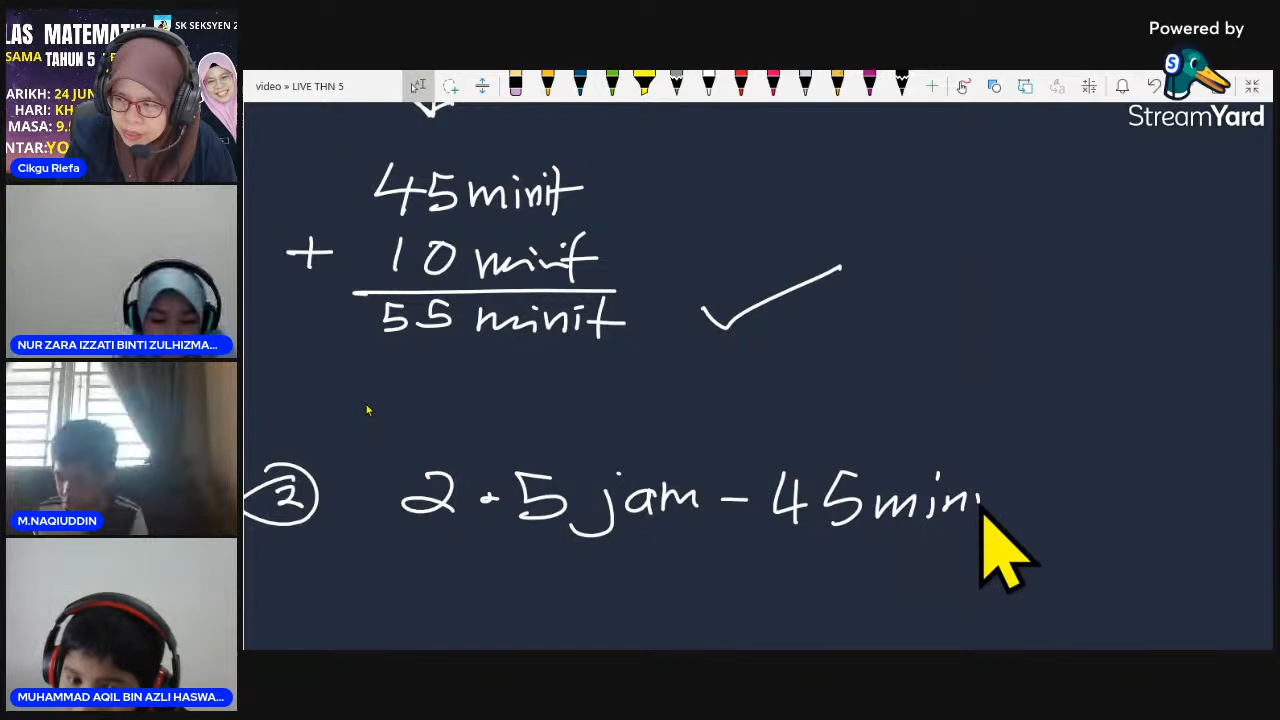 LAS MATEMATIK
SK SEKSYEN 2
SAMA TAHUN 5
ARIKH: 24 JUN
HARI: KH
MASA: 9.
NTAR:YO
Cikgu Riefa
NUR ZARA IZZATI BINTI ZULHIZMA...
M.NAQIUDDIN
MUHAMMAD AQIL BIN AZLI HASWA...
Powered by
StreamYard
video » LIVE THN 5
45 minit
+ 10 minit
55 minit
2 2.5 jam - 45 mini